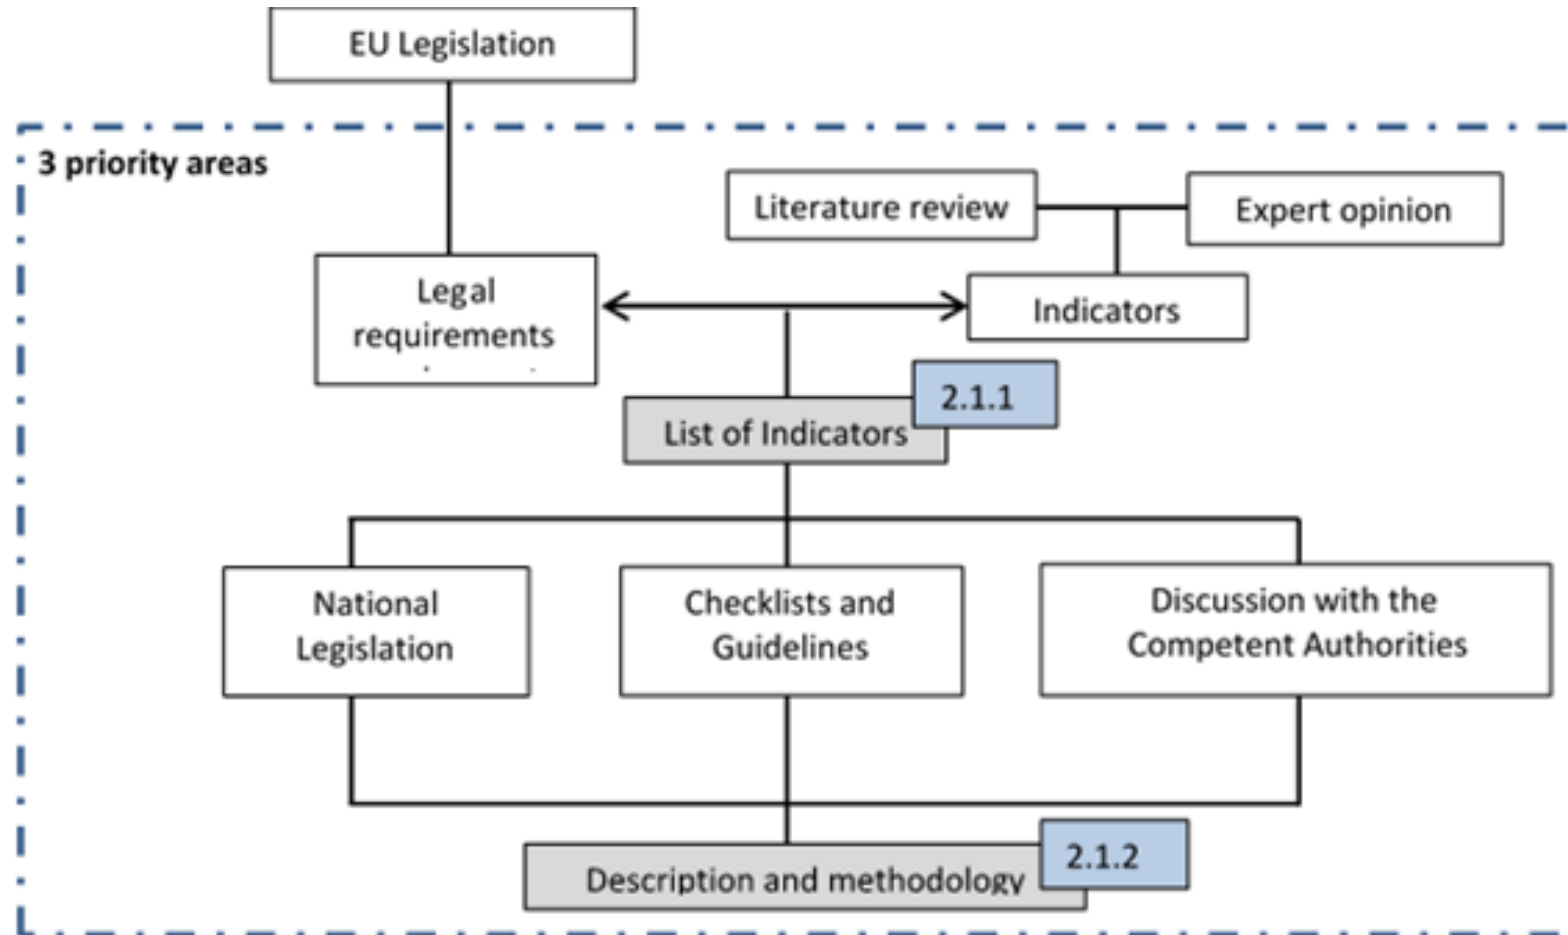 EU Legislation
3 priority areas
Literature review
Expert opinion
Legal
requirements
Indicators
2.1.1
List of Indicators
National
Legislation
Checklists and
Guidelines
Discussion with the
Competent Authorities
2.1.2
Description and methodology